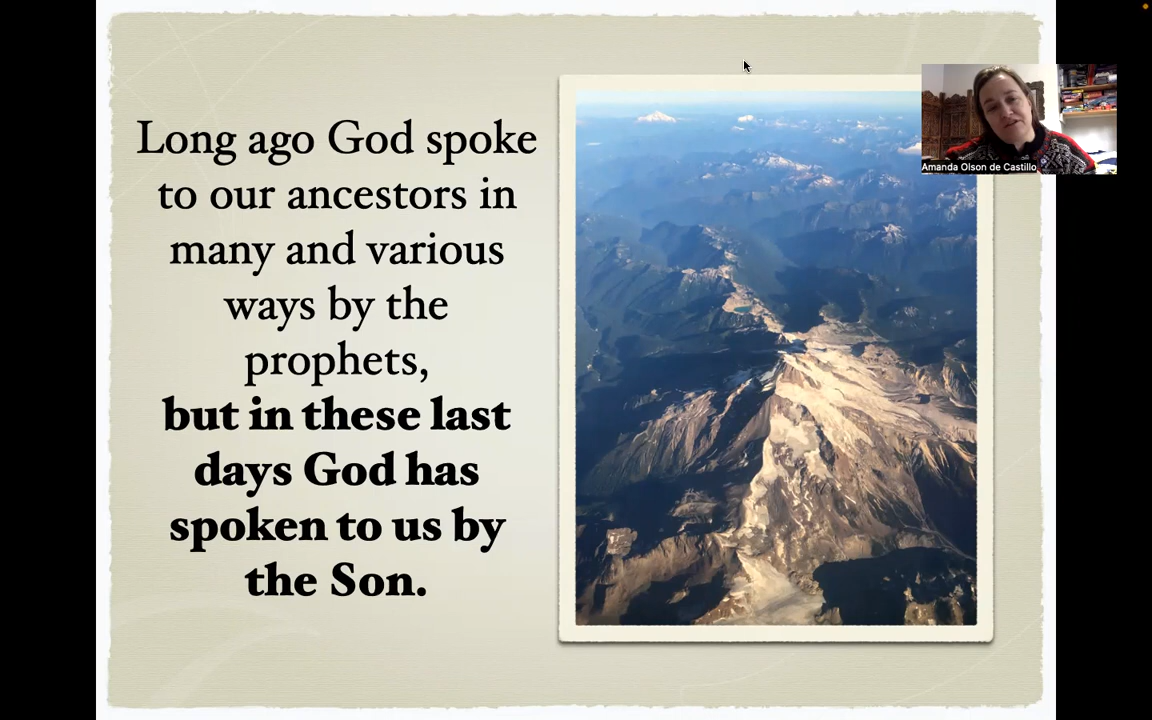 Long ago God spoke
to our ancestors in
many and various
ways by the
prophets,
but in these last
days God has
spoken to us by
the Son.
Amanda Olson de Castillo